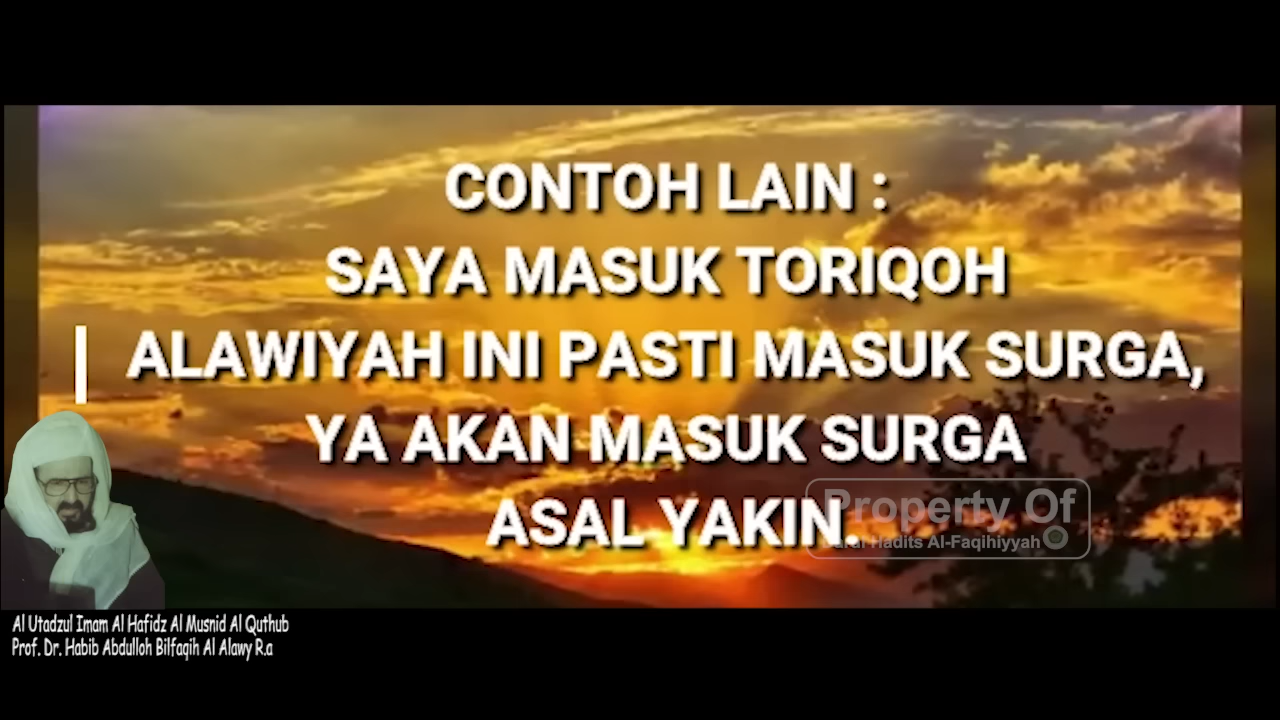 CONTOH LAIN :
SAYA MASUK TORIQOH
ALAWIYAH INI PASTI MASUK SURGA,
YA AKAN MASUK SURGA
ASAL YAKIN.
Property Of
Hadits Al-Faqihiyyah
Al Utadzul Imam Al Hafidz Al Musnid Al Quthub
Prof. Dr. Habib Abdulloh Bilfaqih Al Alawy R.a